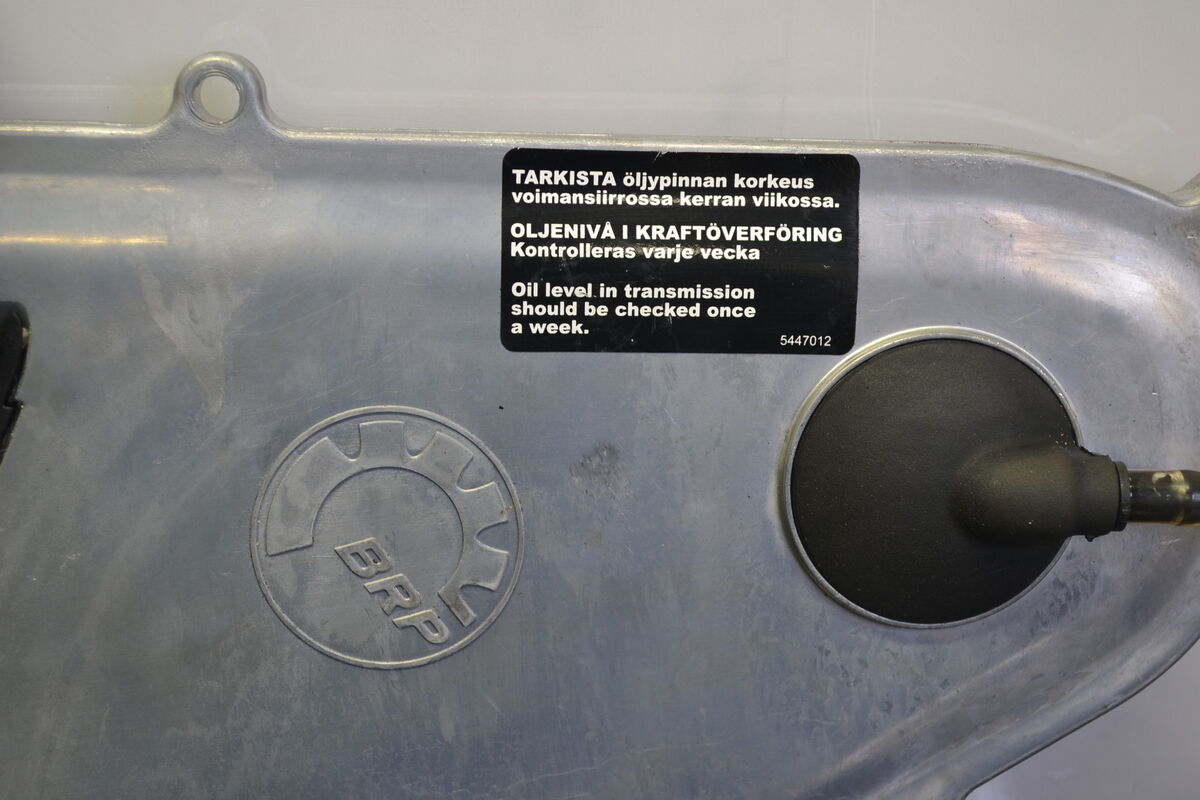 TARKISTA öljypinnan korkeus
voimansiirrossa kerran viikossa.
OLJENIVÅ I KRAFTÖVERFÖRING
Kontrolleras varje vecka
Oil level in transmission
should be checked once
a week.
5447012
BRP